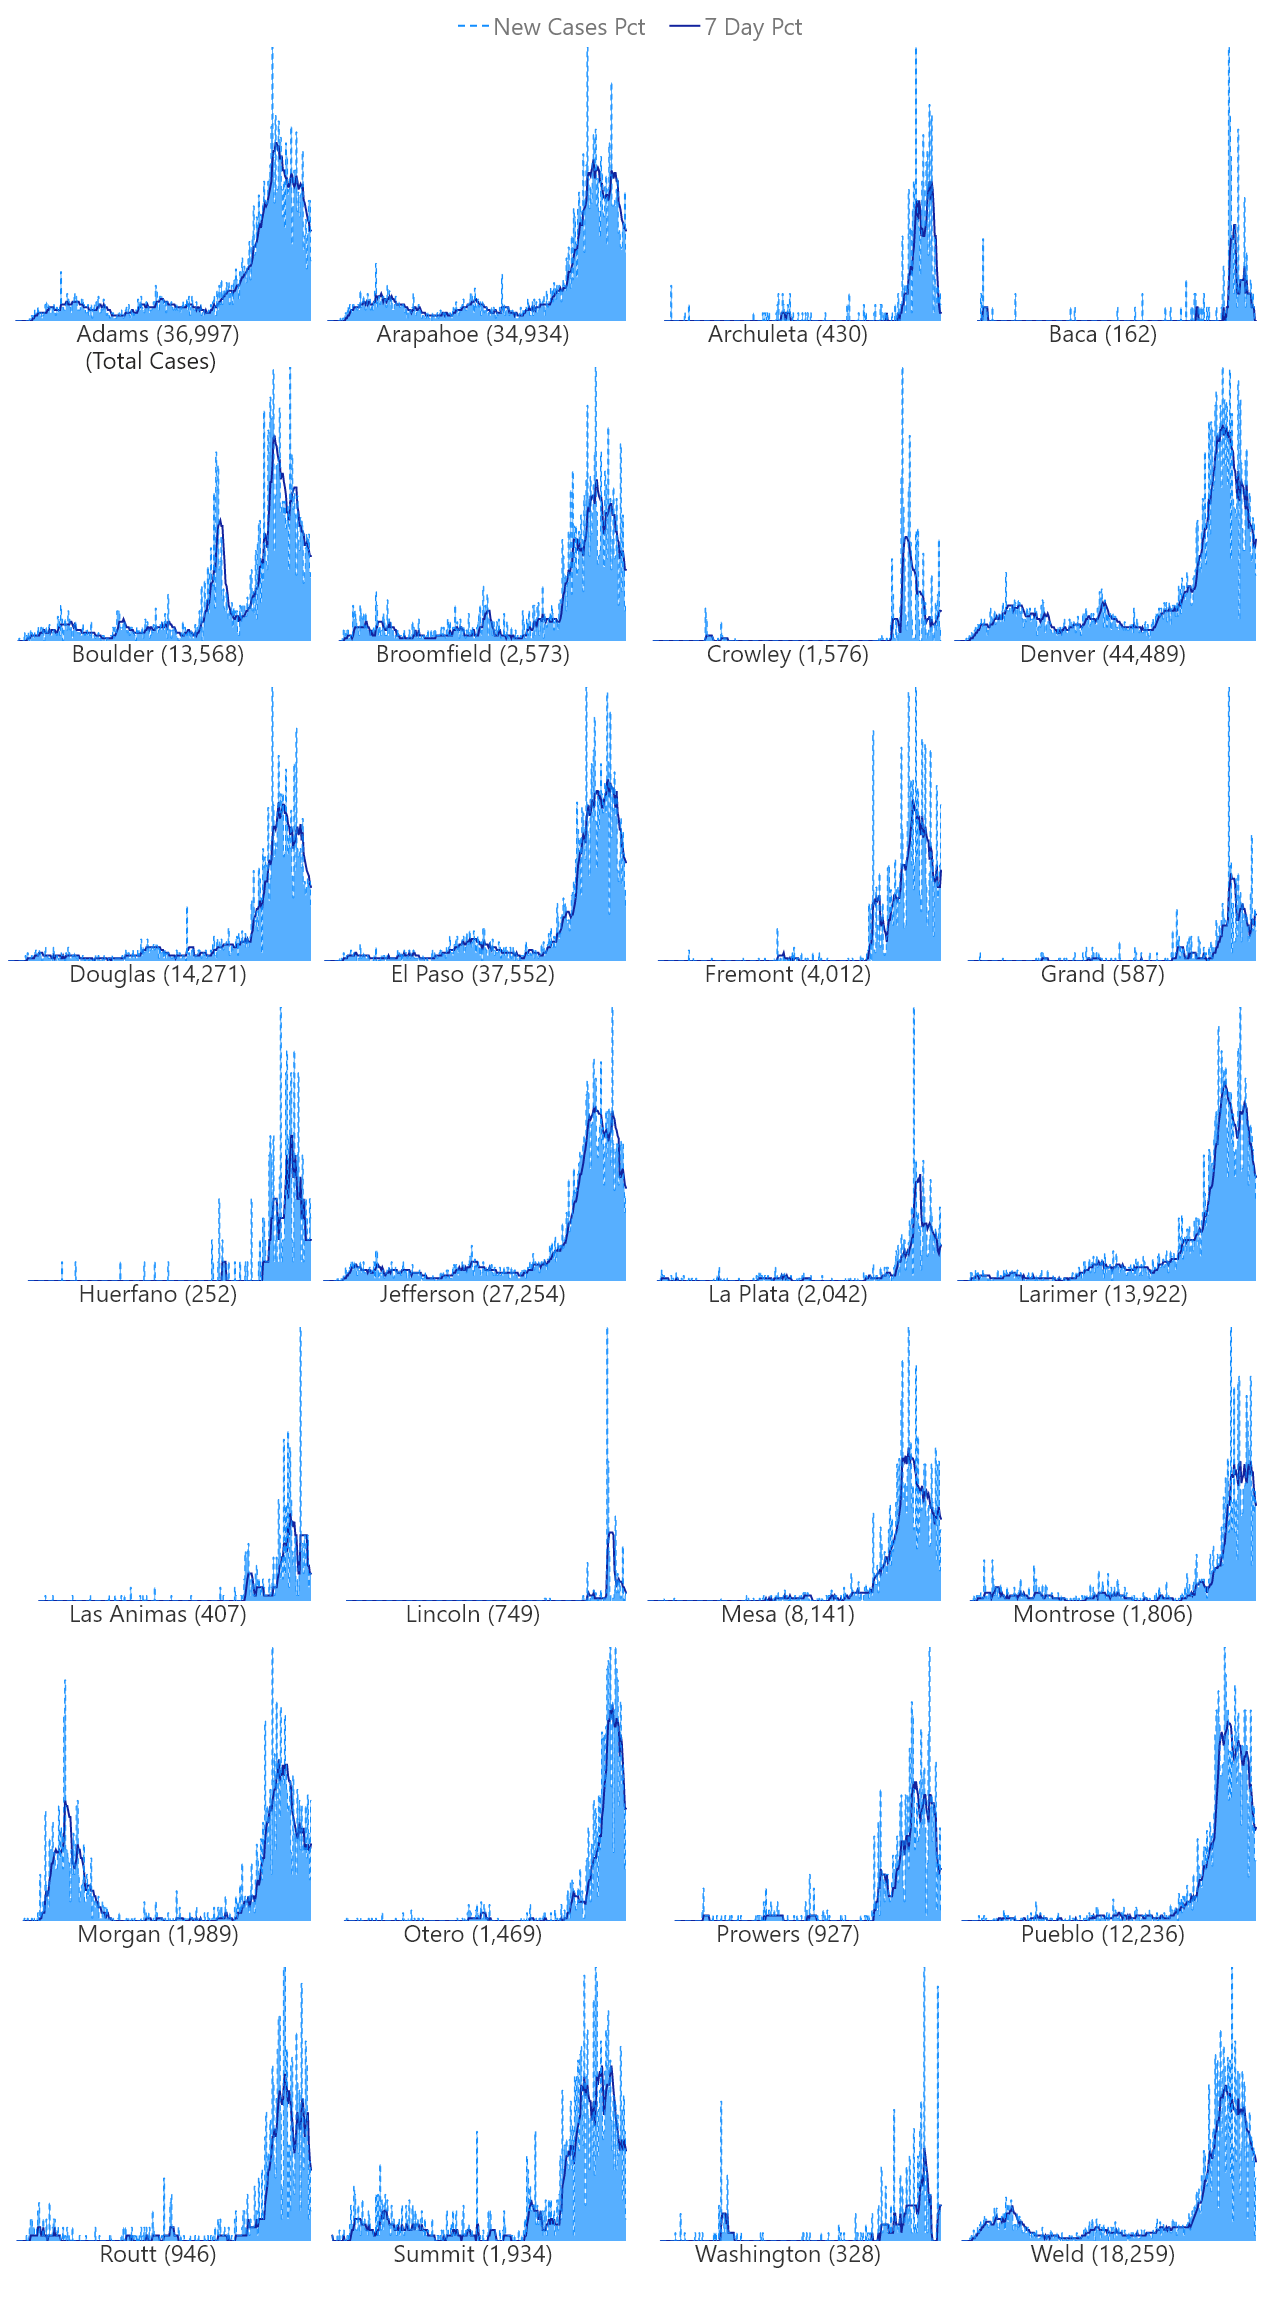 New Cases Pct 7 Day Pct
Adams (36,997) Arapahoe (34,934) Archuleta (430) Baca (162)
(Total Cases)
Boulder (13,568) Broomfield (2,573) Crowley (1,576) Denver (44,489)
Douglas (14,271) El Paso (37,552) Fremont (4,012) Grand (587)
Huerfano (252) Jefferson (27,254) La Plata (2,042) Larimer (13,922)
Las Animas (407) Lincoln (749) Mesa (8,141) Montrose (1,806)
Morgan (1,989) Otero (1,469) Prowers (927) Pueblo (12,236)
Routt (946) Summit (1,934) Washington (328) Weld (18,259)